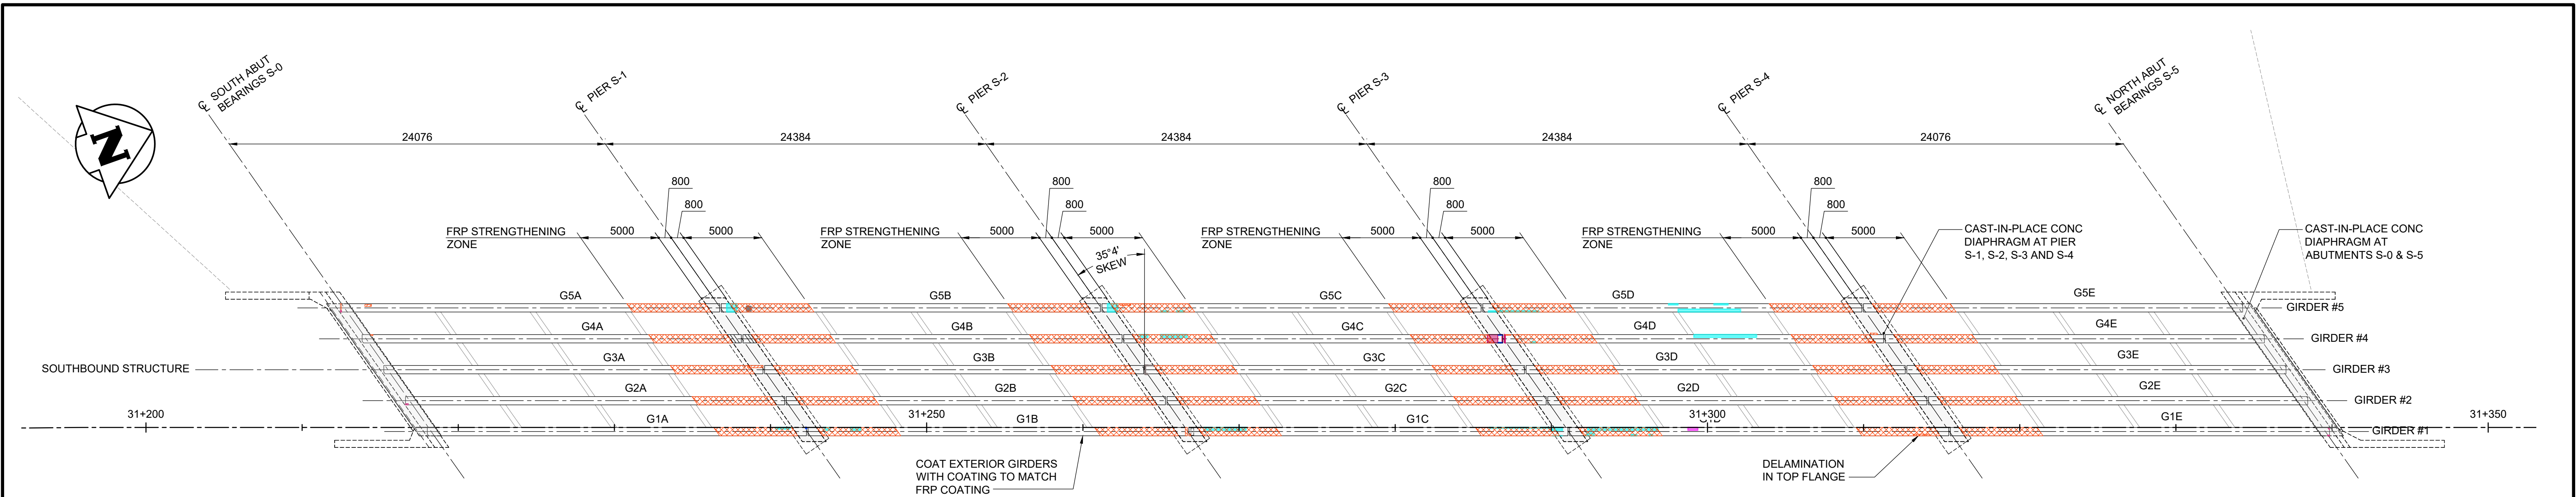 ℄ SOUTH ABUT
BEARINGS S-0
℄ PIER S-1
℄ PIER S-2
℄ PIER S-3
℄ PIER S-4
℄ NORTH ABUT
BEARINGS S-5
N
24076
24384
24384
24384
24076
800
800
800
800
800
800
800
800
FRP STRENGTHENING
ZONE
5000
5000
FRP STRENGTHENING
ZONE
5000
5000
FRP STRENGTHENING
ZONE
5000
5000
FRP STRENGTHENING
ZONE
5000
5000
35°4'
SKEW
CAST-IN-PLACE CONC
DIAPHRAGM AT PIER
S-1, S-2, S-3 AND S-4
CAST-IN-PLACE CONC
DIAPHRAGM AT
ABUTMENTS S-0 & S-5
G5A
G5B
G5C
G5D
G5E
GIRDER #5
G4A
G4B
G4C
G4D
G4E
GIRDER #4
G3A
G3B
G3C
G3D
G3E
GIRDER #3
SOUTHBOUND STRUCTURE
G2A
G2B
G2C
G2D
G2E
GIRDER #2
31+200
31+250
31+300
31+350
G1A
G1B
G1C
G1E
GIRDER #1
COAT EXTERIOR GIRDERS
WITH COATING TO MATCH
FRP COATING
DELAMINATION
IN TOP FLANGE